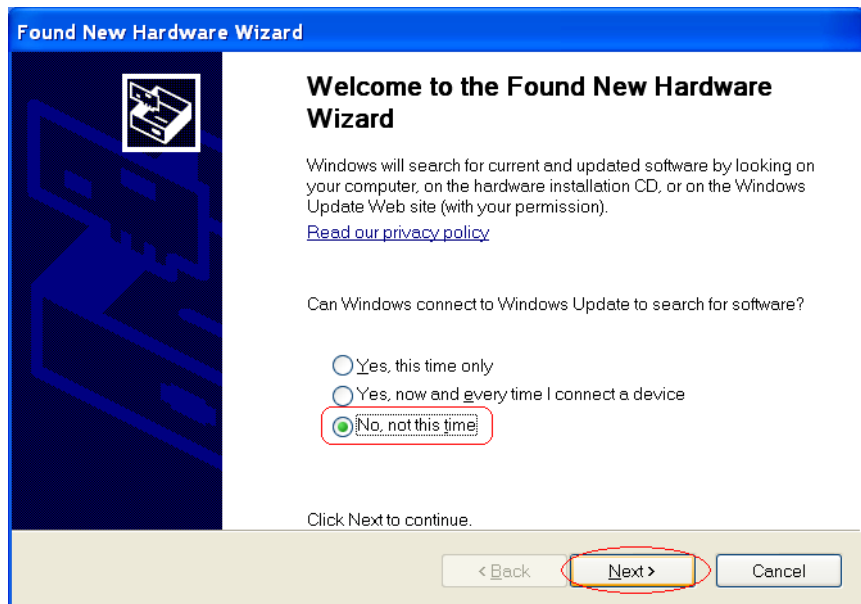 Found New Hardware Wizard
Welcome to the Found New Hardware
Wizard
Windows will search for current and updated software by looking on
your computer, on the hardware installation CD, or on the Windows
Update Web site (with your permission).
Read our privacy policy
Can Windows connect to Windows Update to search for software?
Yes, this time only
Yes, now and every time I connect a device
No, not this time
Click Next to continue.
< Back Next > Cancel